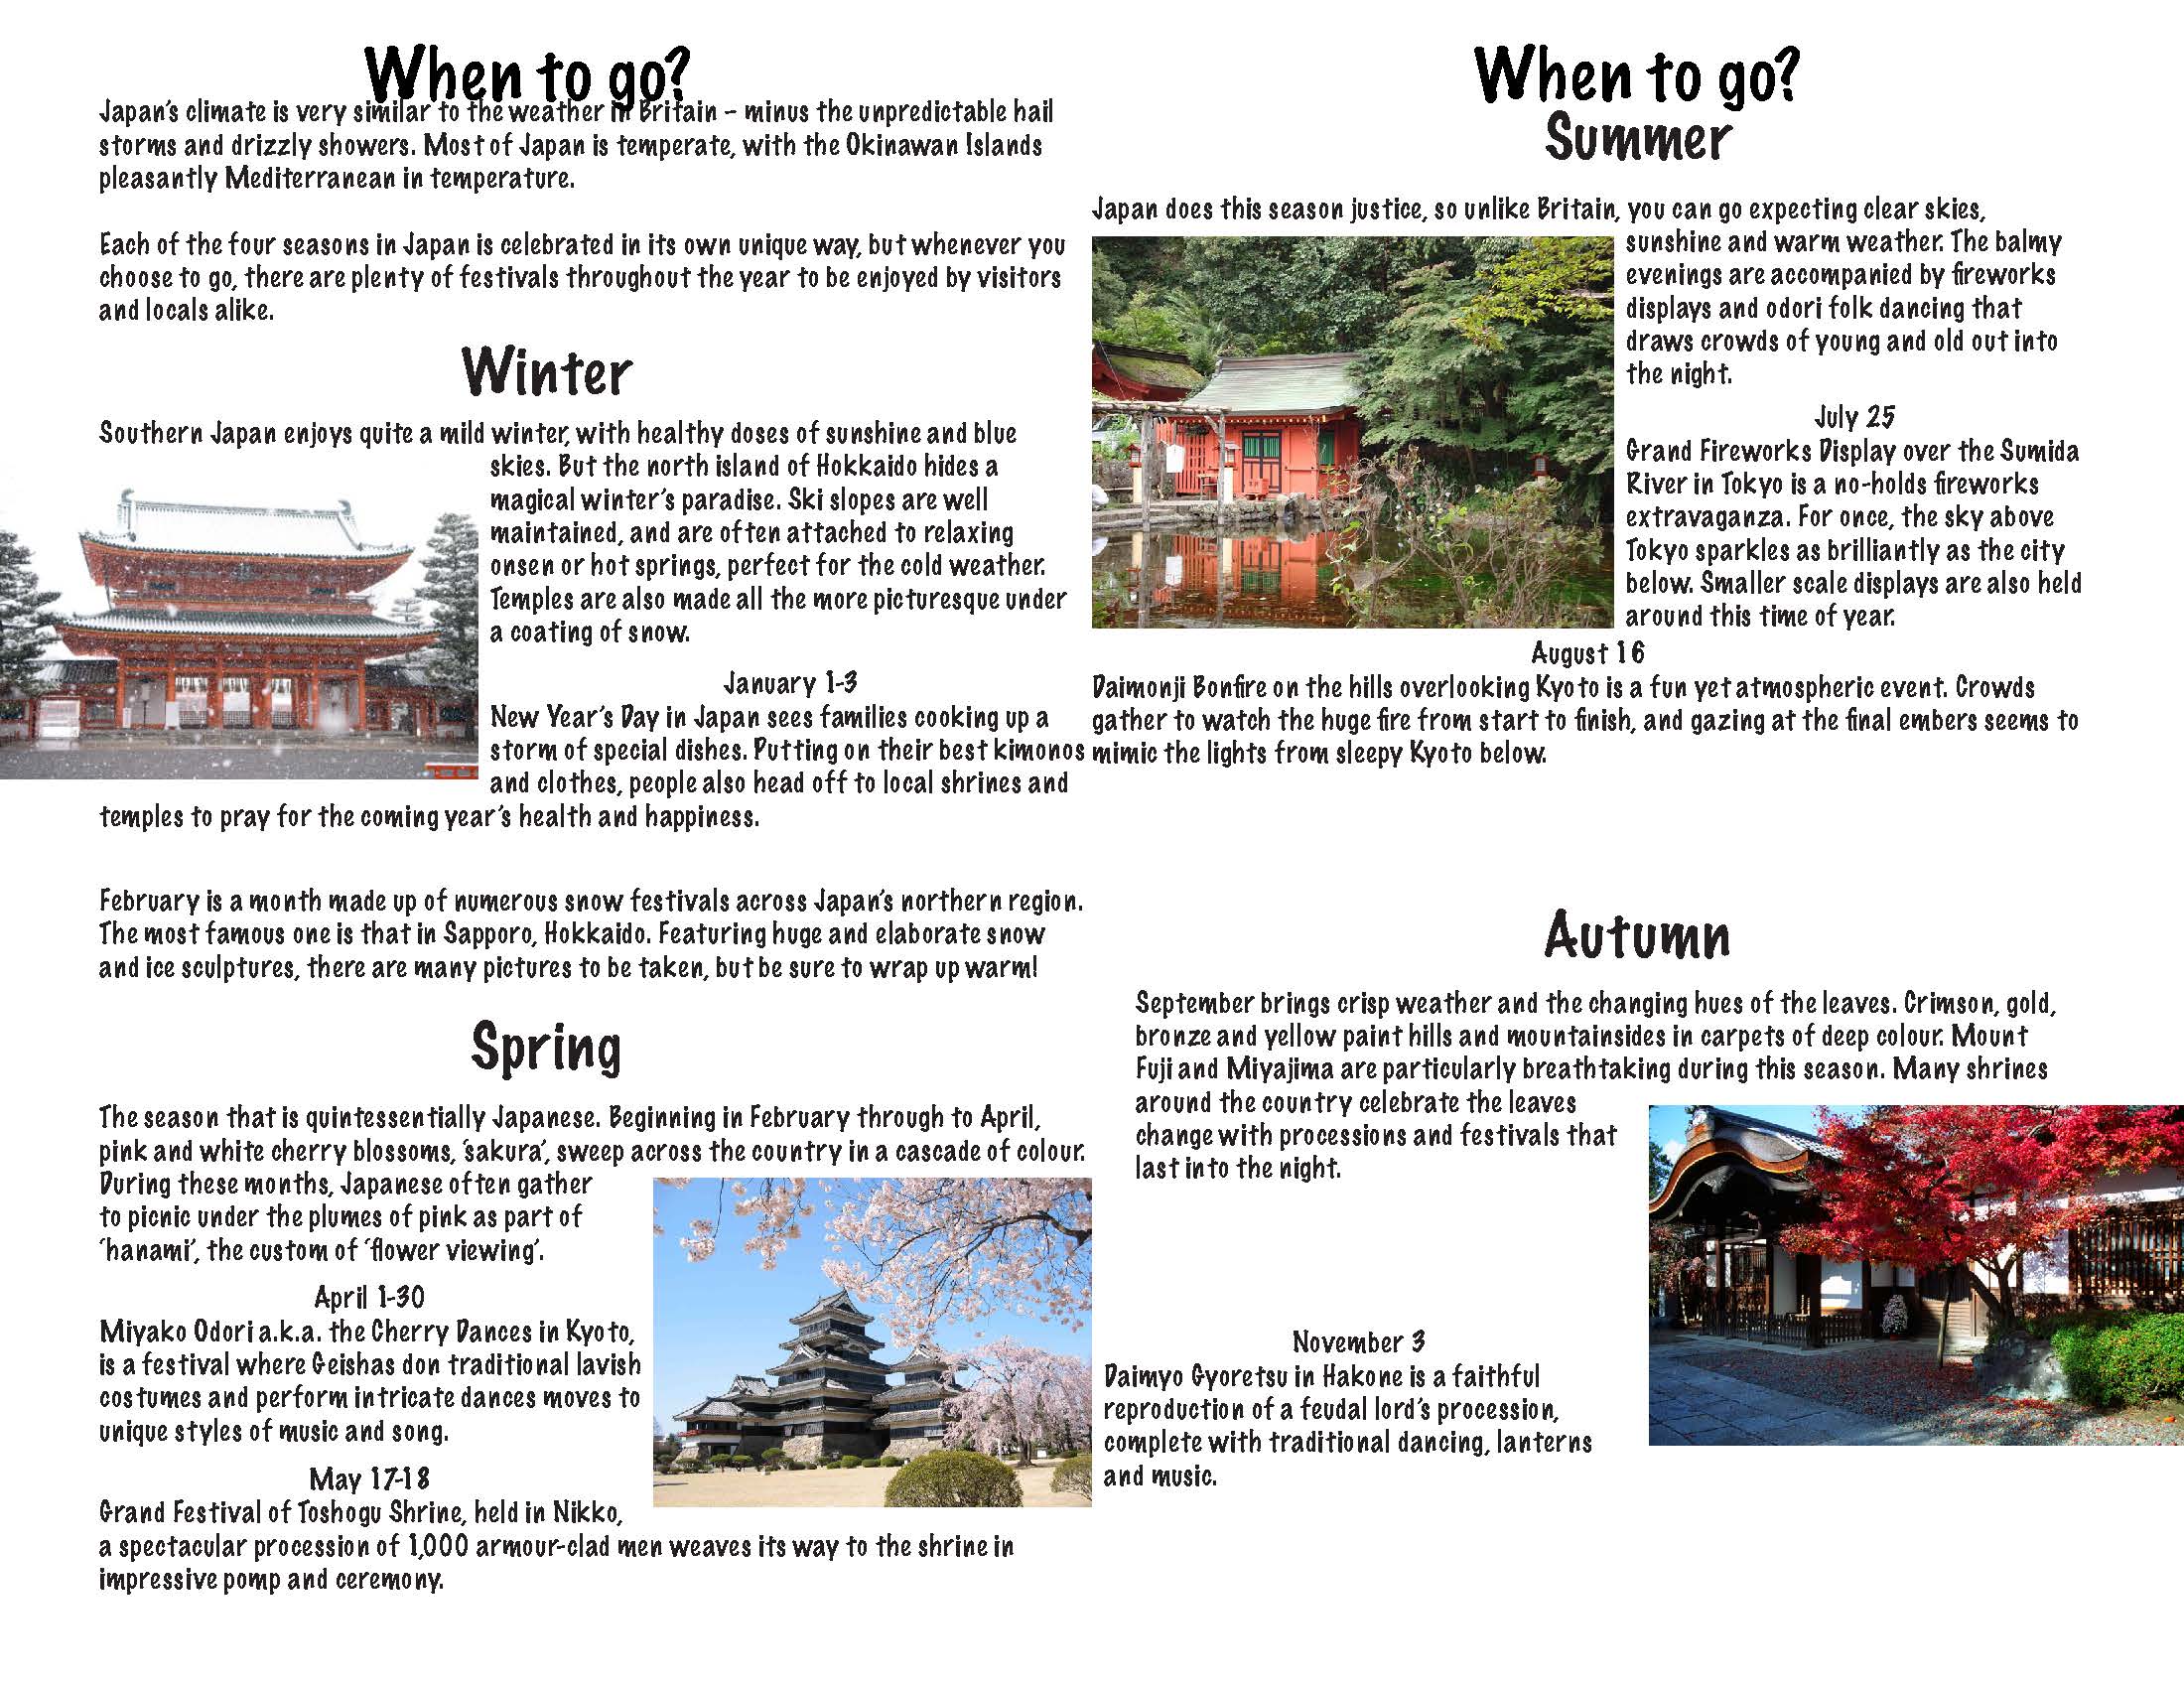 When to go?
Japan's climate is very similar to the weather in Britain – minus the unpredictable hail
storms and drizzly showers. Most of Japan is temperate, with the Okinawan Islands
pleasantly Mediterranean in temperature.
Each of the four seasons in Japan is celebrated in its own unique way, but whenever you
choose to go, there are plenty of festivals throughout the year to be enjoyed by visitors
and locals alike.
Winter
Southern Japan enjoys quite a mild winter, with healthy doses of sunshine and blue
skies. But the north island of Hokkaido hides a
magical winter's paradise. Ski slopes are well
maintained, and are often attached to relaxing
onsen or hot springs, perfect for the cold weather.
Temples are also made all the more picturesque under
a coating of snow.
January 1-3
New Year's Day in Japan sees families cooking up a
storm of special dishes. Putting on their best kimonos
and clothes, people also head off to local shrines and
temples to pray for the coming year's health and happiness.
February is a month made up of numerous snow festivals across Japan's northern region.
The most famous one is that in Sapporo, Hokkaido. Featuring huge and elaborate snow
and ice sculptures, there are many pictures to be taken, but be sure to wrap up warm!
Spring
The season that is quintessentially Japanese. Beginning in February through to April,
pink and white cherry blossoms, 'sakura', sweep across the country in a cascade of colour.
During these months, Japanese often gather
to picnic under the plumes of pink as part of
'hanami', the custom of 'flower viewing'.
April 1-30
Miyako Odori a.k.a. the Cherry Dances in Kyoto,
is a festival where Geishas don traditional lavish
costumes and perform intricate dances moves to
unique styles of music and song.
May 17-18
Grand Festival of Toshogu Shrine, held in Nikko,
a spectacular procession of 1,000 armour-clad men weaves its way to the shrine in
impressive pomp and ceremony.
When to go?
Summer
Japan does this season justice, so unlike Britain, you can go expecting clear skies,
sunshine and warm weather. The balmy
evenings are accompanied by fireworks
displays and odori folk dancing that
draws crowds of young and old out into
the night.
July 25
Grand Fireworks Display over the Sumida
River in Tokyo is a no-holds fireworks
extravaganza. For once, the sky above
Tokyo sparkles as brilliantly as the city
below. Smaller scale displays are also held
around this time of year.
August 16
Daimonji Bonfire on the hills overlooking Kyoto is a fun yet atmospheric event. Crowds
gather to watch the huge fire from start to finish, and gazing at the final embers seems to
mimic the lights from sleepy Kyoto below.
Autumn
September brings crisp weather and the changing hues of the leaves. Crimson, gold,
bronze and yellow paint hills and mountainsides in carpets of deep colour. Mount
Fuji and Miyajima are particularly breathtaking during this season. Many shrines
around the country celebrate the leaves
change with processions and festivals that
last into the night.
November 3
Daimyo Gyoretsu in Hakone is a faithful
reproduction of a feudal lord's procession,
complete with traditional dancing, lanterns
and music.